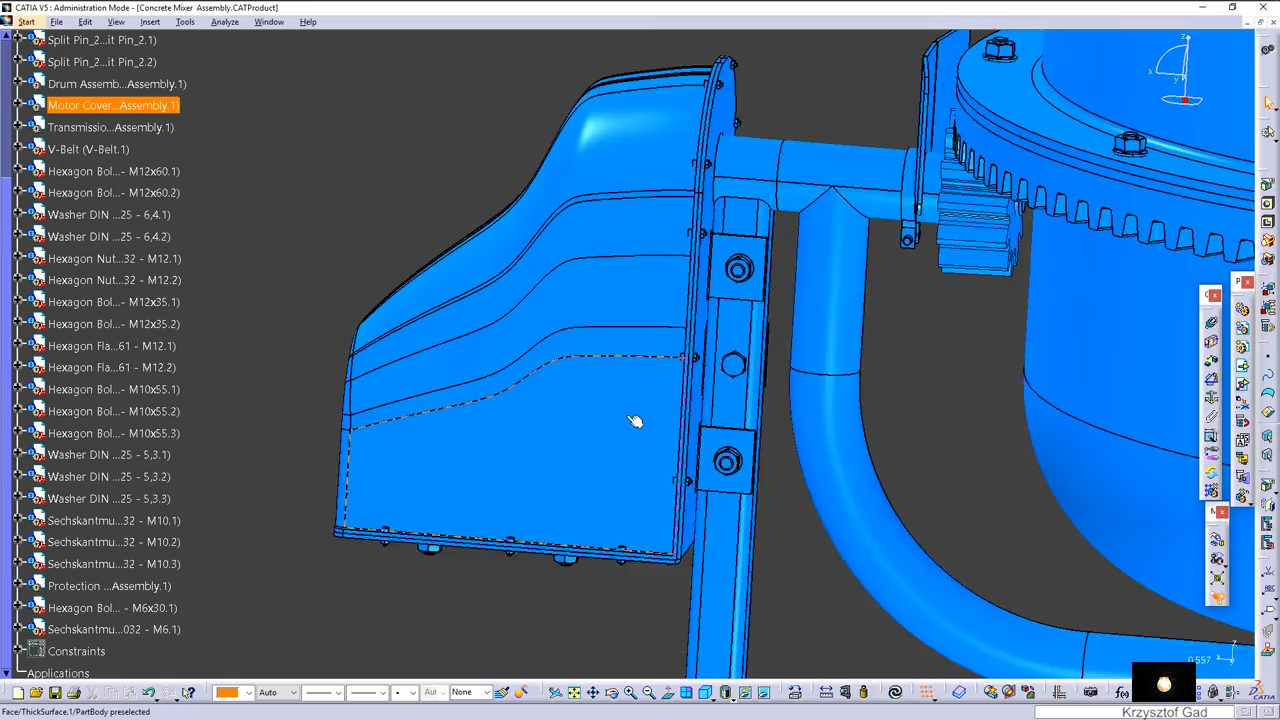 CATIA V5 : Administration Mode - [Concrete Mixer Assembly.CATProduct]
Start File Edit View Insert Tools Analyze Window Help
Split Pin_2...it Pin_2.1)
Split Pin_2...it Pin_2.2)
Drum Assemb...Assembly.1)
Motor Cover...Assembly.1)
Transmissio...Assembly.1)
V-Belt (V-Belt.1)
Hexagon Bol...- M12x60.1)
Hexagon Bol...- M12x60.2)
Washer DIN ...25 - 6,4.1)
Washer DIN ...25 - 6,4.2)
Hexagon Nut...32 - M12.1)
Hexagon Nut...32 - M12.2)
Hexagon Bol...- M12x35.1)
Hexagon Bol...- M12x35.2)
Hexagon Fla...61 - M12.1)
Hexagon Fla...61 - M12.2)
Hexagon Bol...- M10x55.1)
Hexagon Bol...- M10x55.2)
Hexagon Bol...- M10x55.3)
Washer DIN ...25 - 5,3.1)
Washer DIN ...25 - 5,3.2)
Washer DIN ...25 - 5,3.3)
Sechskantmu...32 - M10.1)
Sechskantmu...32 - M10.2)
Sechskantmu...32 - M10.3)
Protection ...Assembly.1)
Hexagon Bol... - M6x30.1)
Sechskantmu...032 - M6.1)
Constraints
Applications
z
x
y
0.557
Auto
None
CATIA
Face/ThickSurface.1/PartBody preselected
Krzysztof Gad